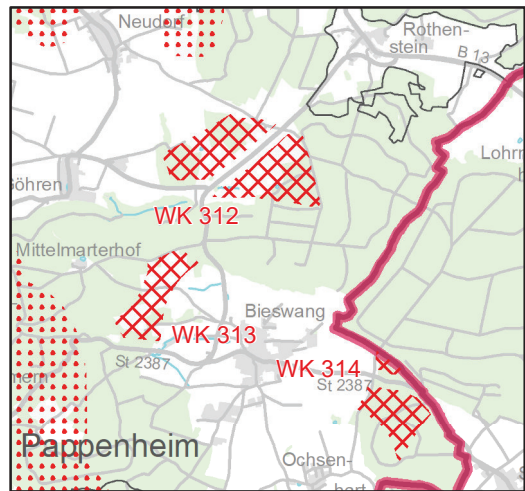 Neudorf
Rothen-
stein
B 13
Lohrn
h
Göhren
WK 312
Mittelmarterhof
Bieswang
WK 313
St 2387
WK 314
St 2387
Pappenheim
Ochsen-
hart